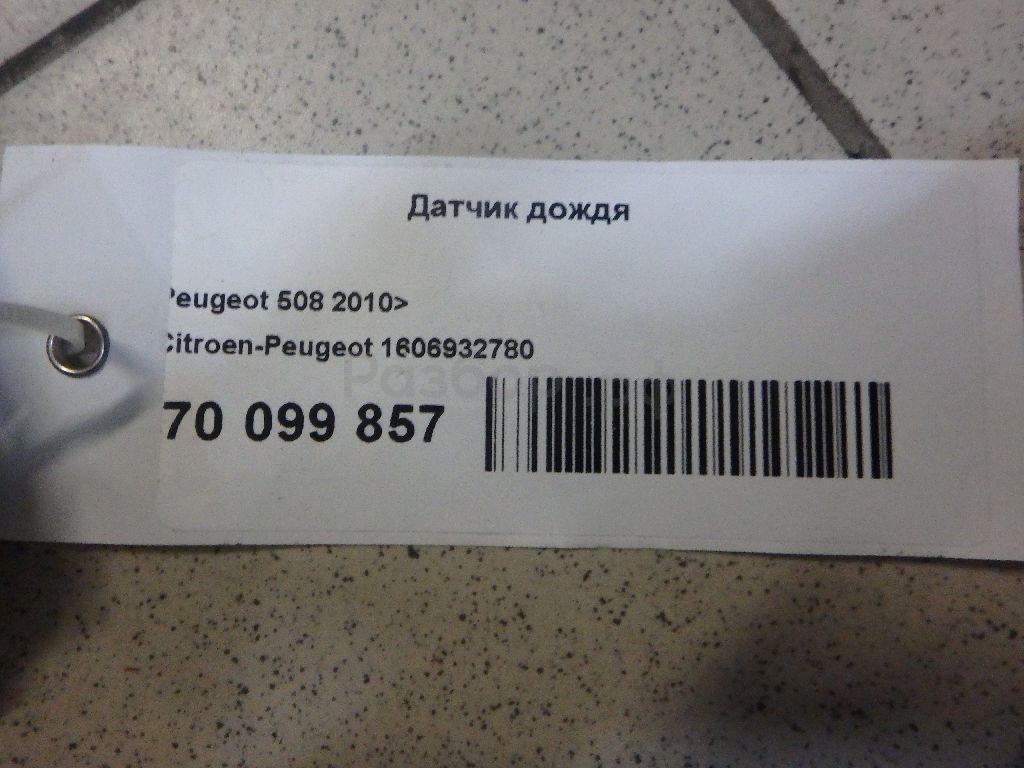 Датчик дождя
Peugeot 508 2010>
Citroen-Peugeot 1606932780
70 099 857